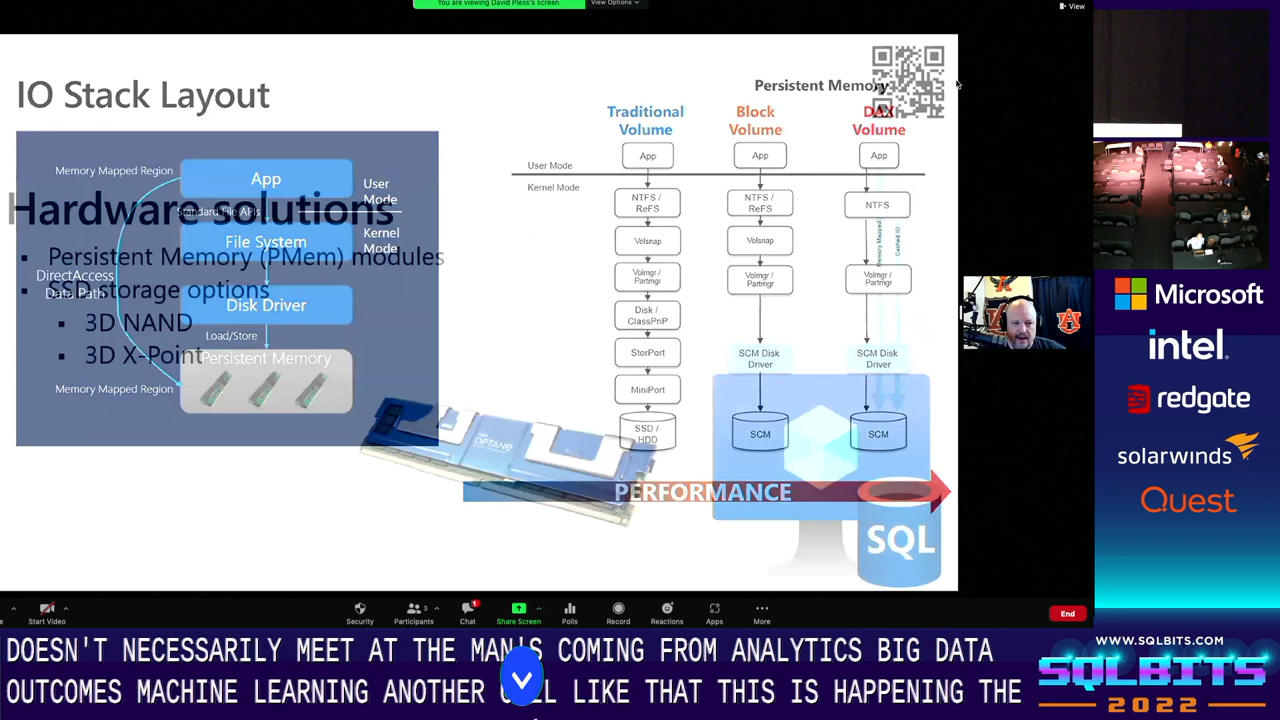 You are viewing David Pless's screen
View Options
View
IO Stack Layout
Memory Mapped Region
App
User Mode
Standard File APIs
Hardware solutions
File System
Kernel Mode
Persistent Memory (PMem) modules
DirectAccess Data Path
SSD storage options
Disk Driver
3D NAND
Load/Store
3D X-Point
Persistent Memory
Memory Mapped Region
OPTANE
Persistent Memory
Traditional Volume
Block Volume
DAX Volume
App
App
App
User Mode
Kernel Mode
NTFS / ReFS
NTFS / ReFS
NTFS
Volsnap
Volsnap
Memory Mapped
Cached IO
Volmgr / Partmgr
Volmgr / Partmgr
Volmgr / Partmgr
Disk / ClassPnP
StorPort
SCM Disk Driver
SCM Disk Driver
MiniPort
SSD / HDD
SCM
SCM
PERFORMANCE
SQL
Microsoft
intel.
redgate
solarwinds
Quest
Start Video
Security
Participants
3
Chat
1
Share Screen
Polls
Record
Reactions
Apps
More
End
DOESN'T NECESSARILY MEET AT THE MAN'S COMING FROM ANALYTICS BIG DATA
OUTCOMES MACHINE LEARNING ANOTHER LIKE THAT THIS IS HAPPENING THE
WWW.SQLBITS.COM
SQLBITS
2022